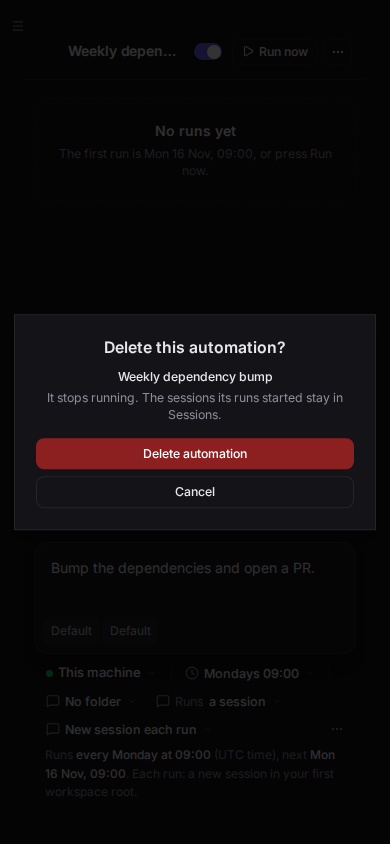 Weekly depen...
Run now
No runs yet
The first run is Mon 16 Nov, 09:00, or press Run
now.
Delete this automation?
Weekly dependency bump
It stops running. The sessions its runs started stay in
Sessions.
Delete automation
Cancel
Bump the dependencies and open a PR.
Default Default
This machine Mondays 09:00
No folder Runs a session
New session each run
Runs every Monday at 09:00 (UTC time), next Mon
16 Nov, 09:00. Each run: a new session in your first
workspace root.